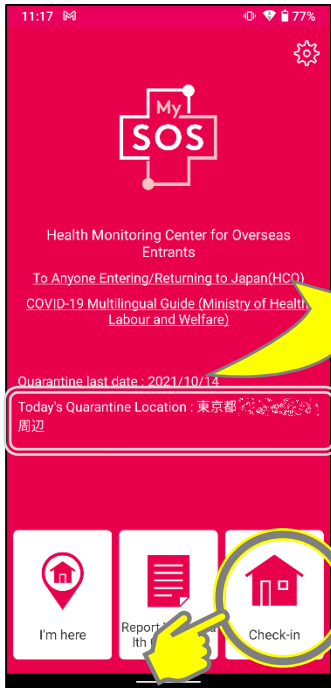 11:17
77%
My
SOS
Health Monitoring Center for Overseas
Entrants
To Anyone Entering/Returning to Japan(HCO)
COVID-19 Multilingual Guide (Ministry of Health
Labour and Welfare)
Quarantine last date : 2021/10/14
Today's Quarantine Location : 東京都
周辺
I'm here
Report
lth
Check-in